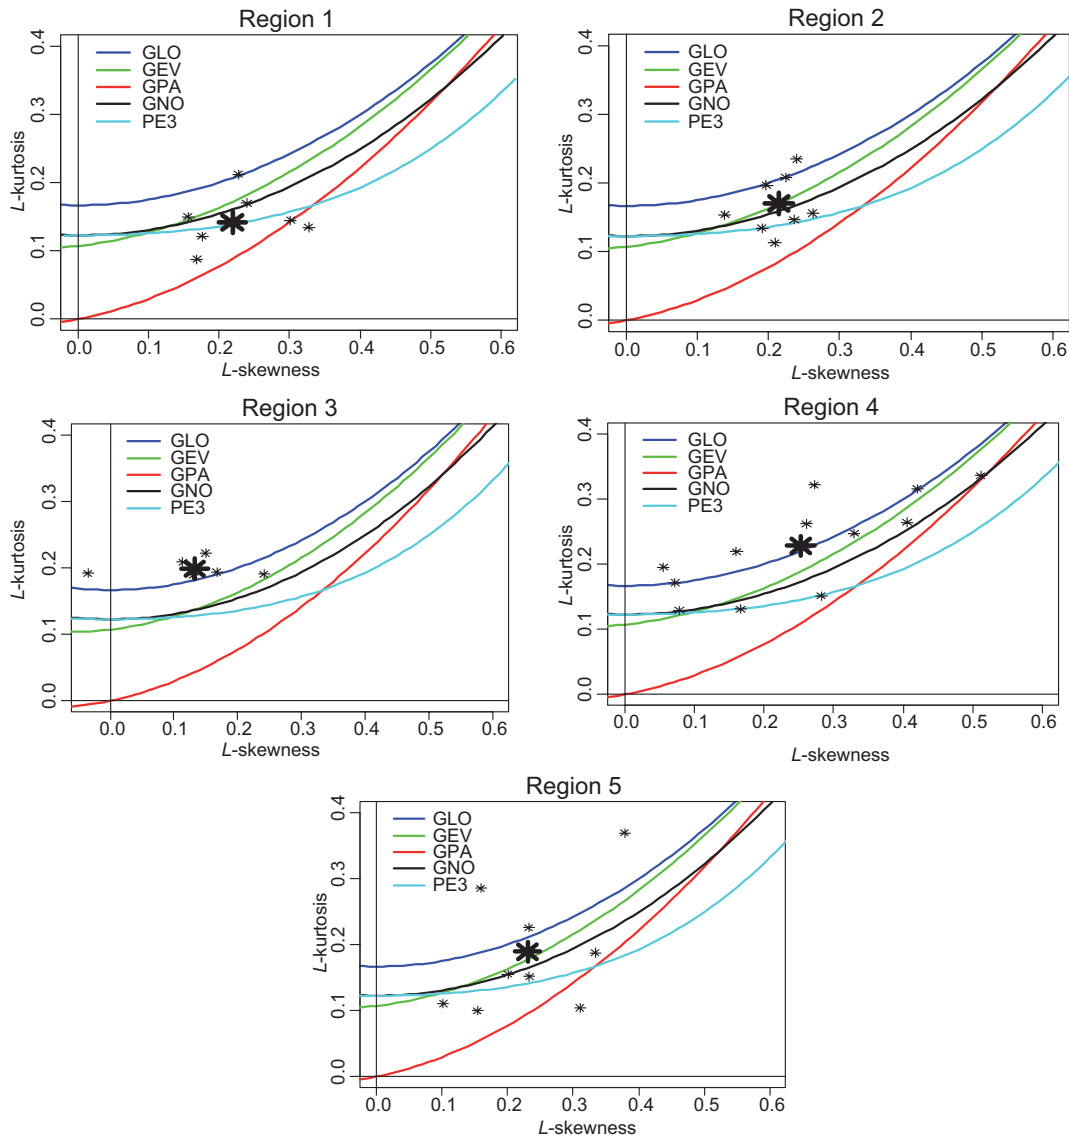 Region 1
GLO
GEV
GPA
GNO
PE3
L-kurtosis
0.0 0.1 0.2 0.3 0.4
0.0 0.1 0.2 0.3 0.4 0.5 0.6
L-skewness
Region 2
GLO
GEV
GPA
GNO
PE3
L-kurtosis
0.0 0.1 0.2 0.3 0.4
0.0 0.1 0.2 0.3 0.4 0.5 0.6
L-skewness
Region 3
GLO
GEV
GPA
GNO
PE3
L-kurtosis
0.0 0.1 0.2 0.3 0.4
0.0 0.1 0.2 0.3 0.4 0.5 0.6
L-skewness
Region 4
GLO
GEV
GPA
GNO
PE3
L-kurtosis
0.0 0.1 0.2 0.3 0.4
0.0 0.1 0.2 0.3 0.4 0.5 0.6
L-skewness
Region 5
GLO
GEV
GPA
GNO
PE3
L-kurtosis
0.0 0.1 0.2 0.3 0.4
0.0 0.1 0.2 0.3 0.4 0.5 0.6
L-skewness